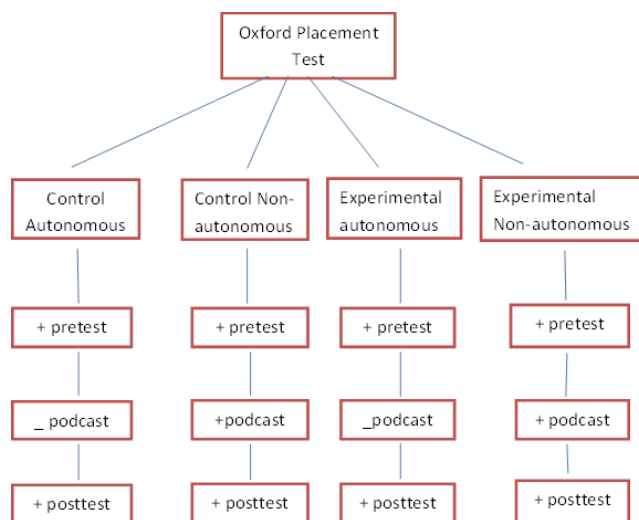 Oxford Placement
Test
Control
Autonomous
Control Non-
autonomous
Experimental
autonomous
Experimental
Non-autonomous
+ pretest
+ pretest
+ pretest
+ pretest
_ podcast
+podcast
_podcast
+ podcast
+ posttest
+ posttest
+ posttest
+ posttest